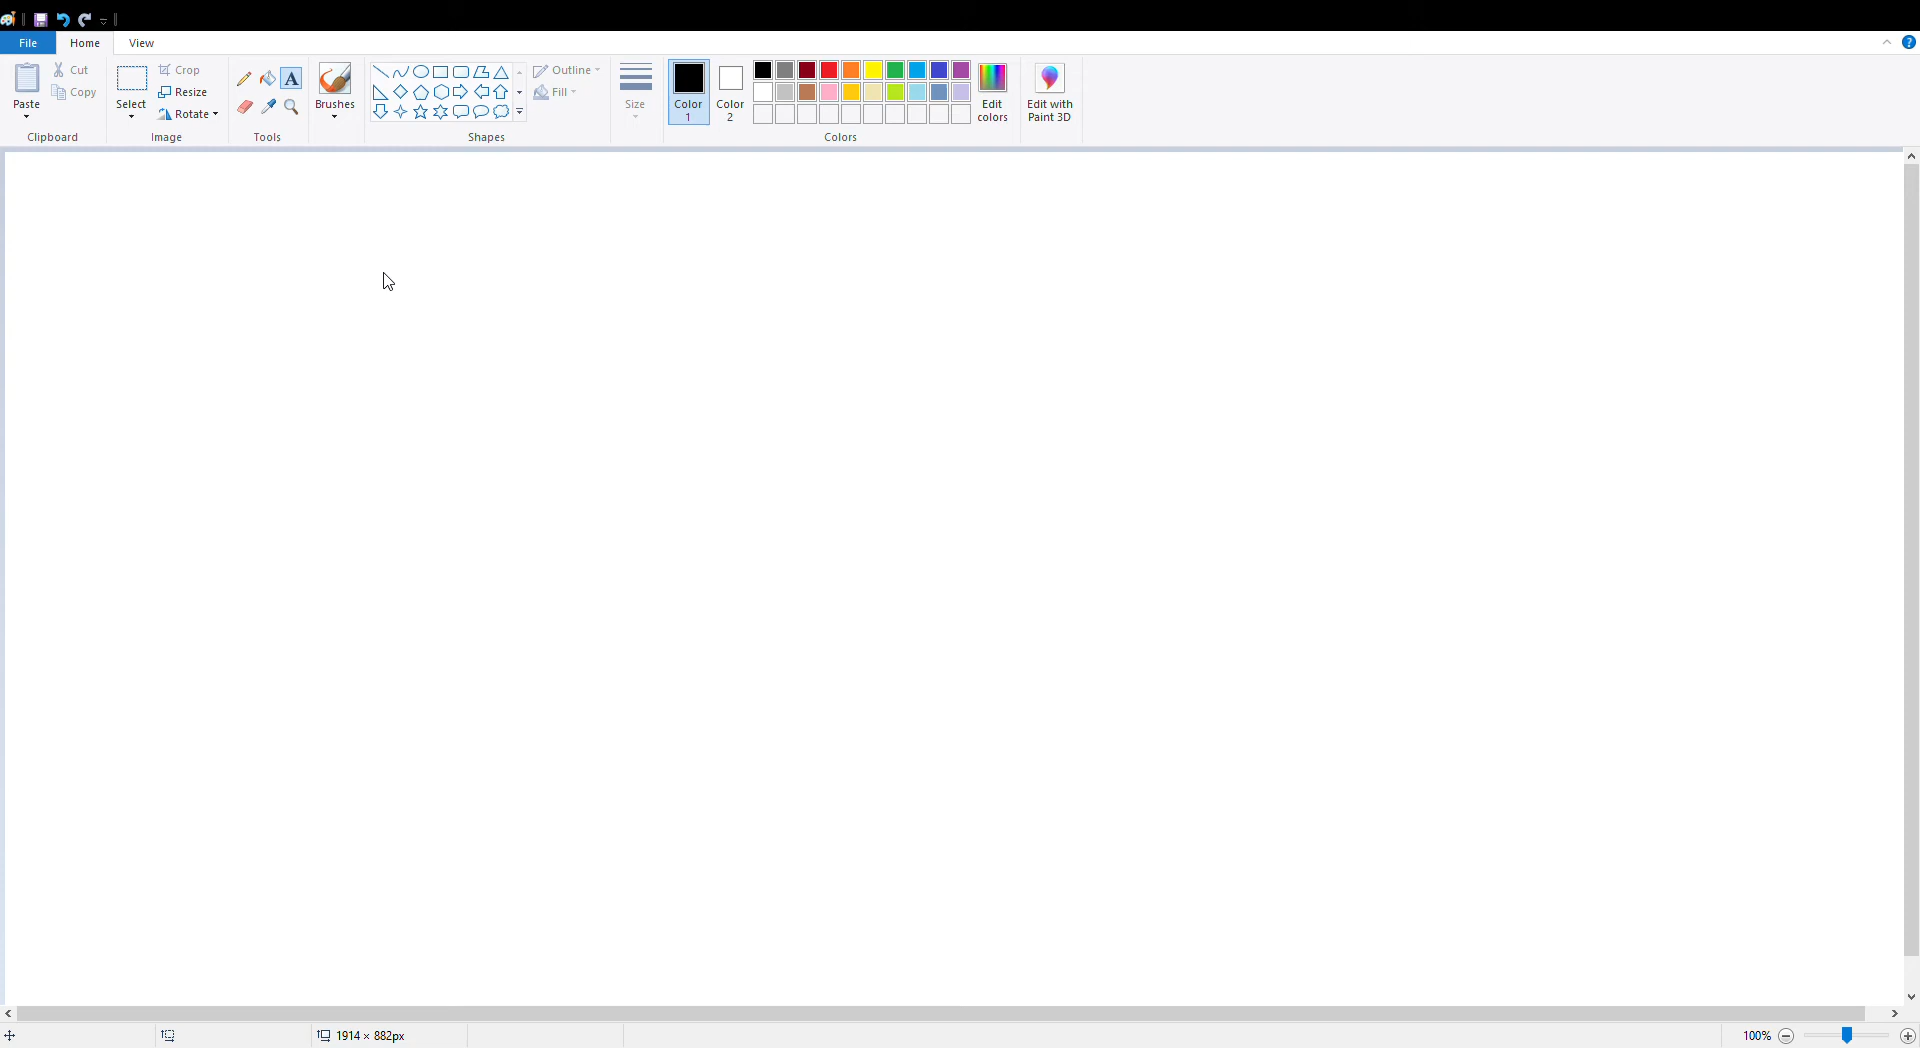 File Home View
Paste Cut Copy Clipboard
Select Crop Resize Rotate Image
A
Tools
Brushes
Outline Fill Shapes
Size
Color 1
Color 2
Edit colors
Colors
Edit with Paint 3D
1914 × 882px
100%